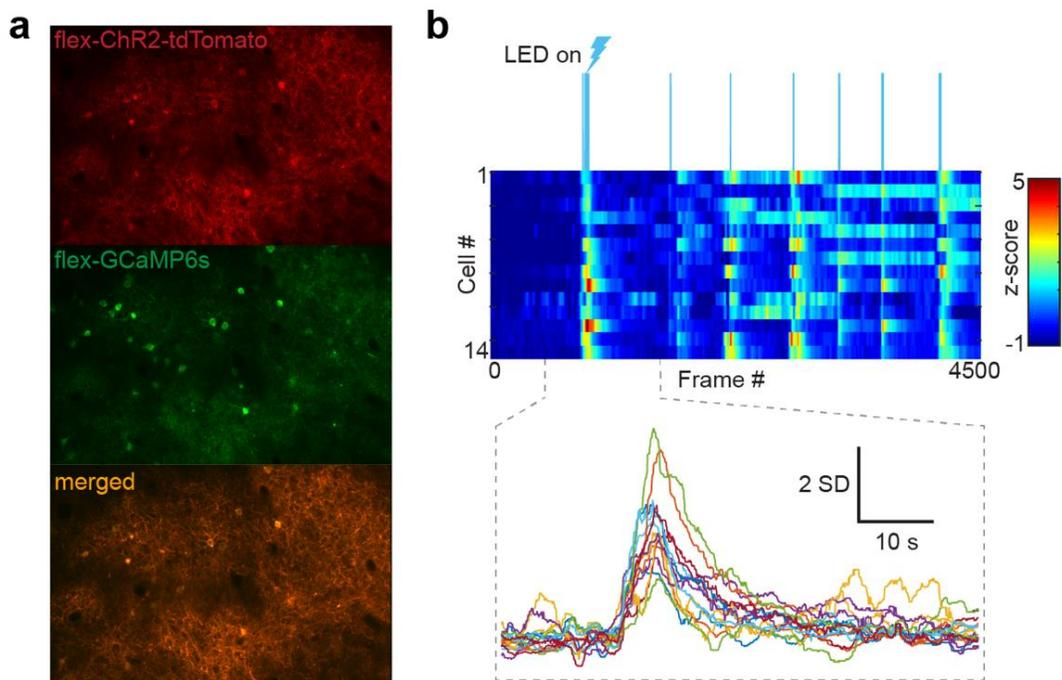 a
flex-ChR2-tdTomato
flex-GCaMP6s
merged
b
LED on
1
Cell #
14
0
Frame #
4500
5
z-score
-1
2 SD
10 s